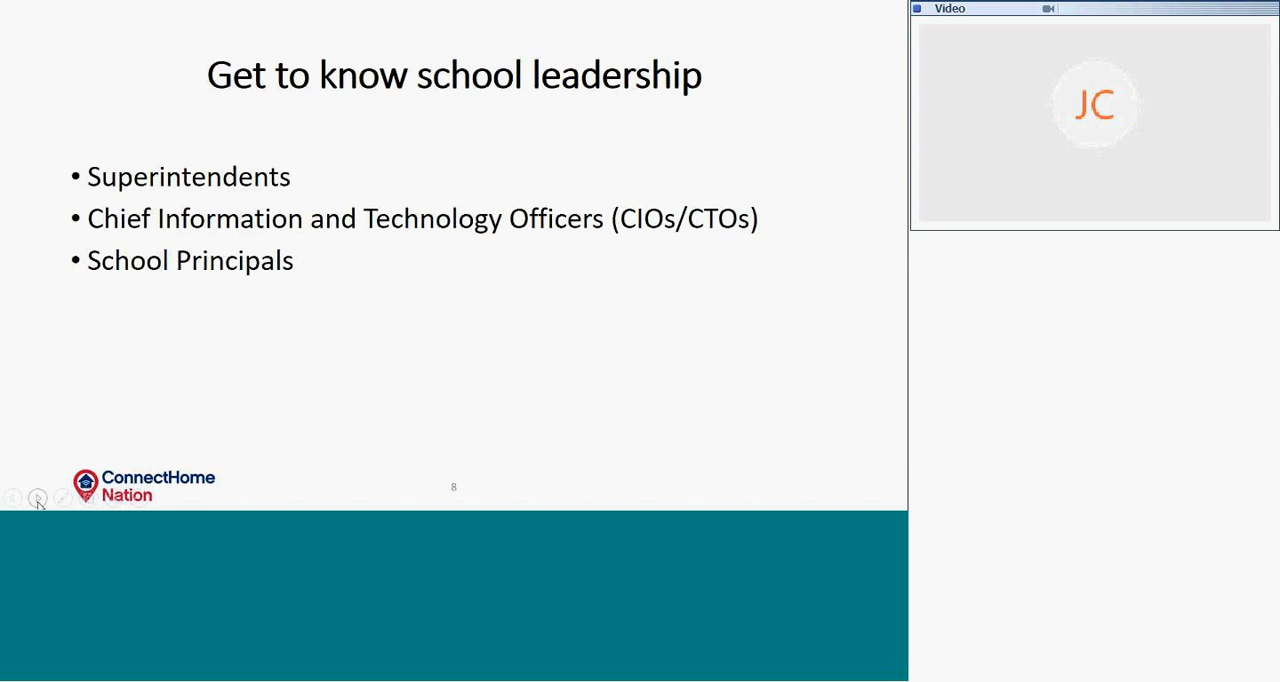 Get to know school leadership
• Superintendents
• Chief Information and Technology Officers (CIOs/CTOs)
• School Principals
ConnectHome
Nation
8
Video
JC